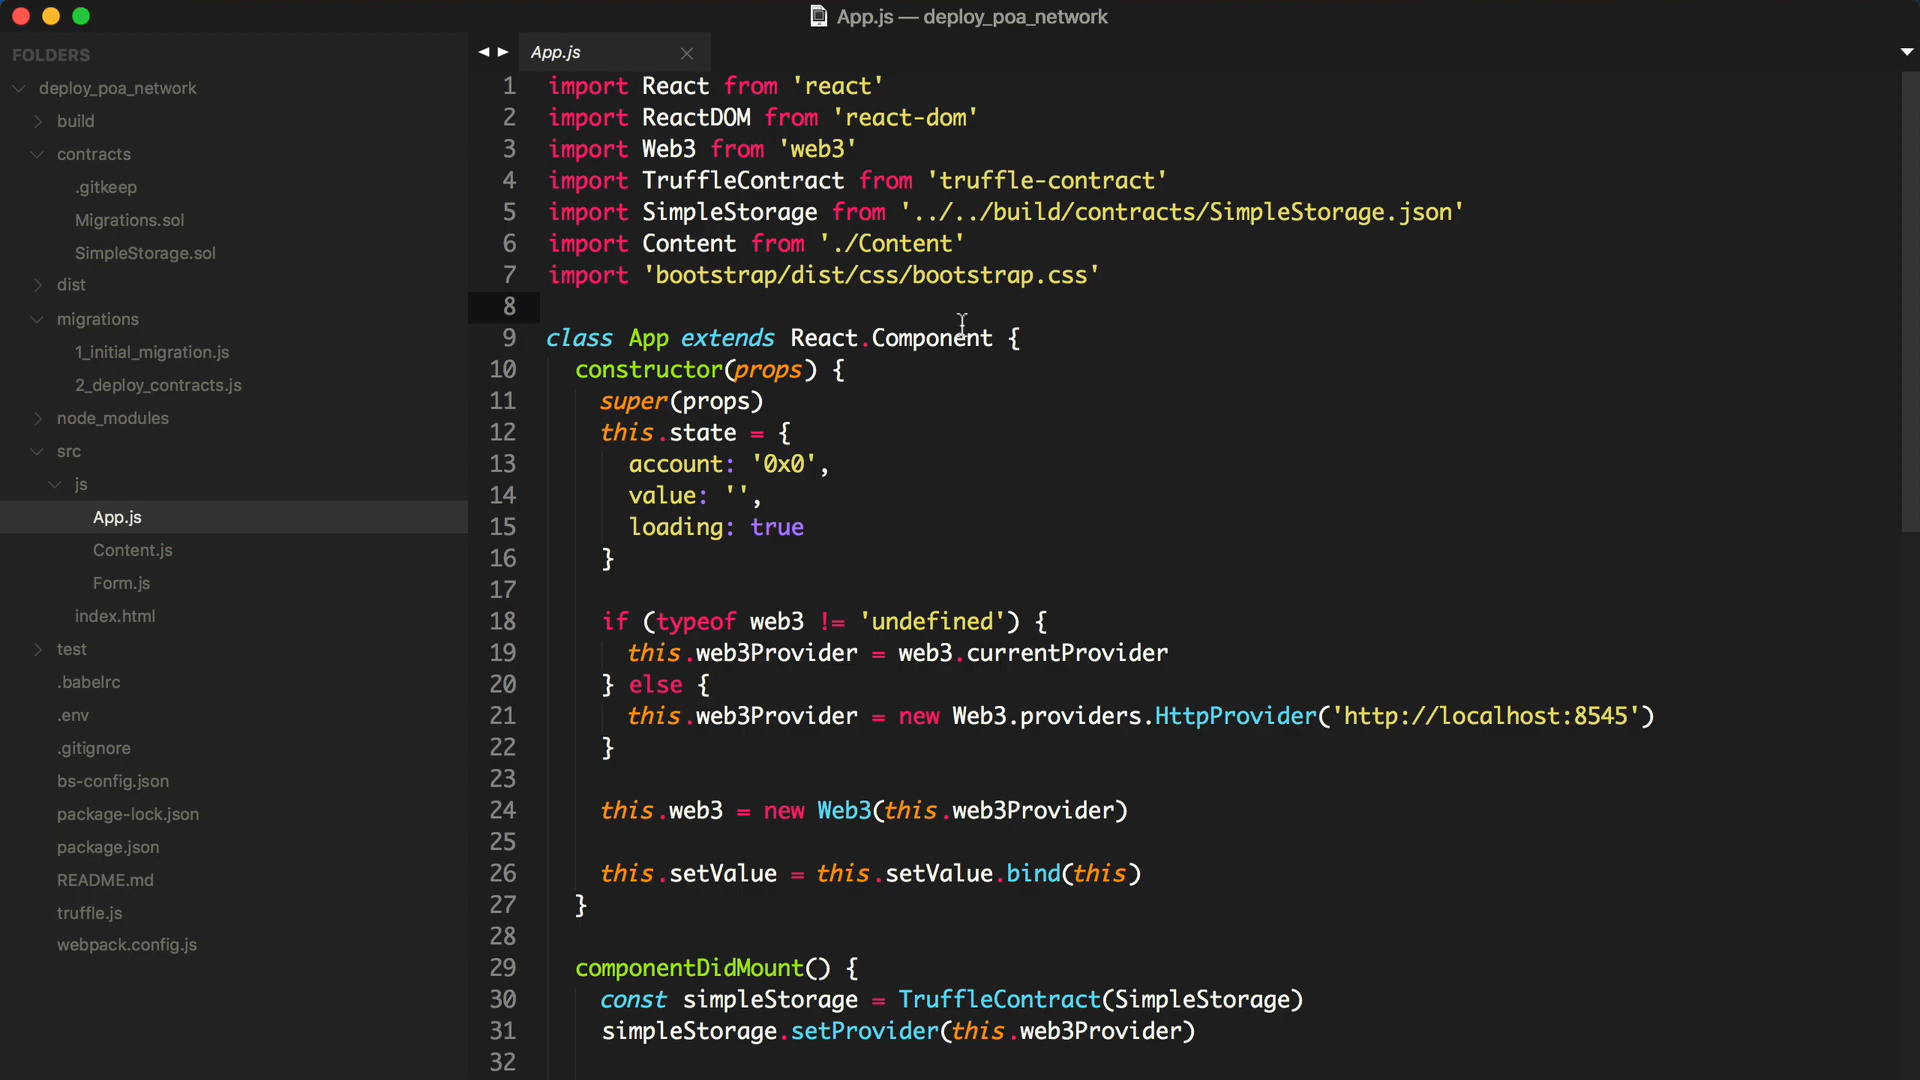 App.js — deploy_poa_network
FOLDERS
deploy_poa_network
build
contracts
.gitkeep
Migrations.sol
SimpleStorage.sol
dist
migrations
1_initial_migration.js
2_deploy_contracts.js
node_modules
src
js
App.js
Content.js
Form.js
index.html
test
.babelrc
.env
.gitignore
bs-config.json
package-lock.json
package.json
README.md
truffle.js
webpack.config.js
App.js
1 import React from 'react'
2 import ReactDOM from 'react-dom'
3 import Web3 from 'web3'
4 import TruffleContract from 'truffle-contract'
5 import SimpleStorage from '../../build/contracts/SimpleStorage.json'
6 import Content from './Content'
7 import 'bootstrap/dist/css/bootstrap.css'
8
9 class App extends React.Component {
10 constructor(props) {
11 super(props)
12 this.state = {
13 account: '0x0',
14 value: '',
15 loading: true
16 }
17
18 if (typeof web3 != 'undefined') {
19 this.web3Provider = web3.currentProvider
20 } else {
21 this.web3Provider = new Web3.providers.HttpProvider('http://localhost:8545')
22 }
23
24 this.web3 = new Web3(this.web3Provider)
25
26 this.setValue = this.setValue.bind(this)
27 }
28
29 componentDidMount() {
30 const simpleStorage = TruffleContract(SimpleStorage)
31 simpleStorage.setProvider(this.web3Provider)
32